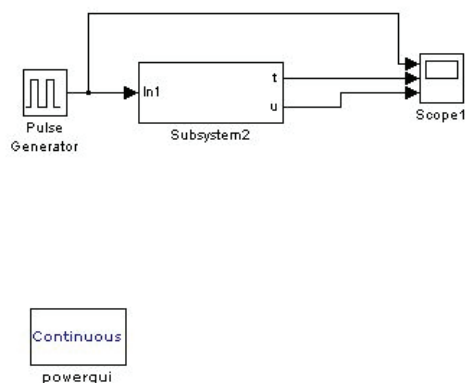 t
In1
u
Pulse
Generator
Subsystem2
Scope1
Continuous
powergui